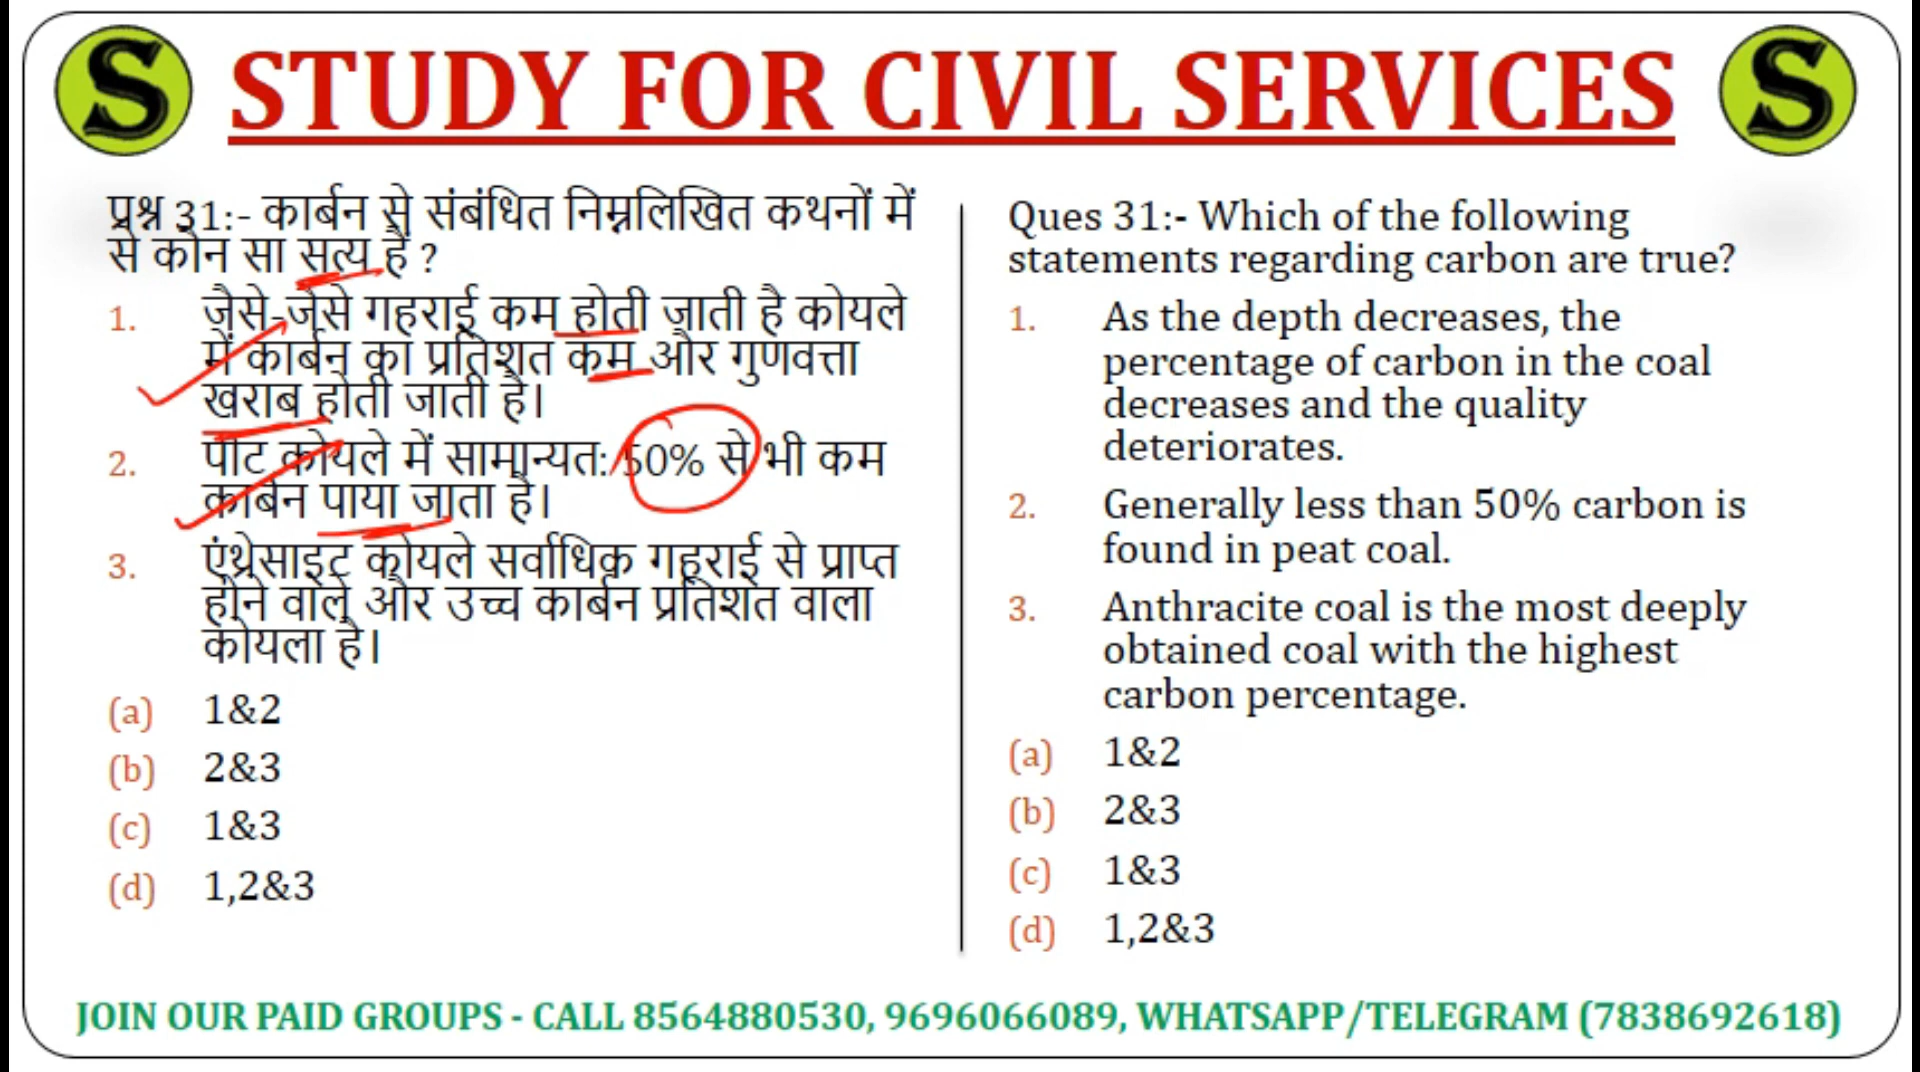 S STUDY FOR CIVIL SERVICES S
प्रश्न 31:- कार्बन से संबंधित निम्नलिखित कथनों में
से कौन सा सत्य है ?
1. जैसे-जैसे गहराई कम होती जाती है कोयले
में कार्बन का प्रतिशत कम और गुणवत्ता
खराब होती जाती है।
2. पीट कोयले में सामान्यत: 50% से भी कम
कार्बन पाया जाता है।
3. एंथ्रेसाइट कोयले सर्वाधिक गहराई से प्राप्त
होने वाले और उच्च कार्बन प्रतिशत वाला
कोयला है।
(a) 1&2
(b) 2&3
(c) 1&3
(d) 1,2&3
Ques 31:- Which of the following
statements regarding carbon are true?
1. As the depth decreases, the
percentage of carbon in the coal
decreases and the quality
deteriorates.
2. Generally less than 50% carbon is
found in peat coal.
3. Anthracite coal is the most deeply
obtained coal with the highest
carbon percentage.
(a) 1&2
(b) 2&3
(c) 1&3
(d) 1,2&3
JOIN OUR PAID GROUPS - CALL 8564880530, 9696066089, WHATSAPP/TELEGRAM (7838692618)